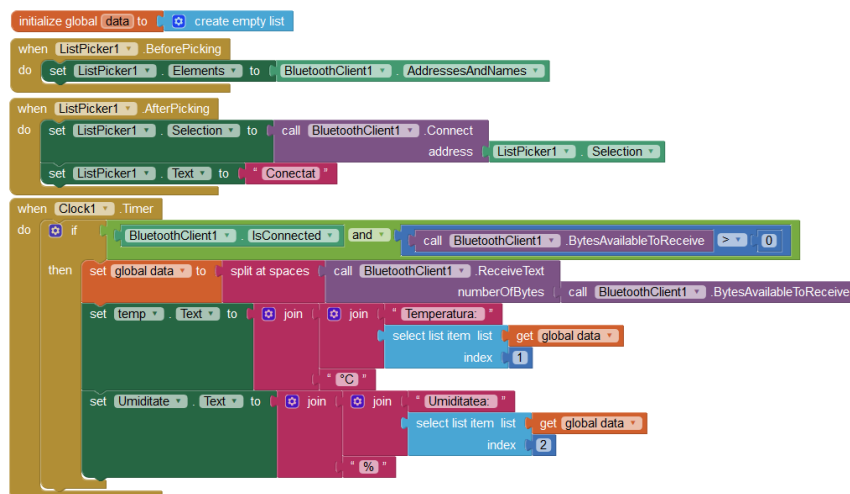 initialize global data to create empty list
when ListPicker1 .BeforePicking
do set ListPicker1 . Elements to BluetoothClient1 . AddressesAndNames
when ListPicker1 .AfterPicking
do set ListPicker1 . Selection to call BluetoothClient1 .Connect
address ListPicker1 . Selection
set ListPicker1 . Text to " Conectat "
when Clock1 .Timer
do if BluetoothClient1 . IsConnected and call BluetoothClient1 .BytesAvailableToReceive > 0
then set global data to split at spaces call BluetoothClient1 .ReceiveText
numberOfBytes call BluetoothClient1 .BytesAvailableToReceive
set temp . Text to join join " Temperatura: "
select list item list get global data
index 1
" °C "
set Umiditate . Text to join join " Umiditatea: "
select list item list get global data
index 2
" % "